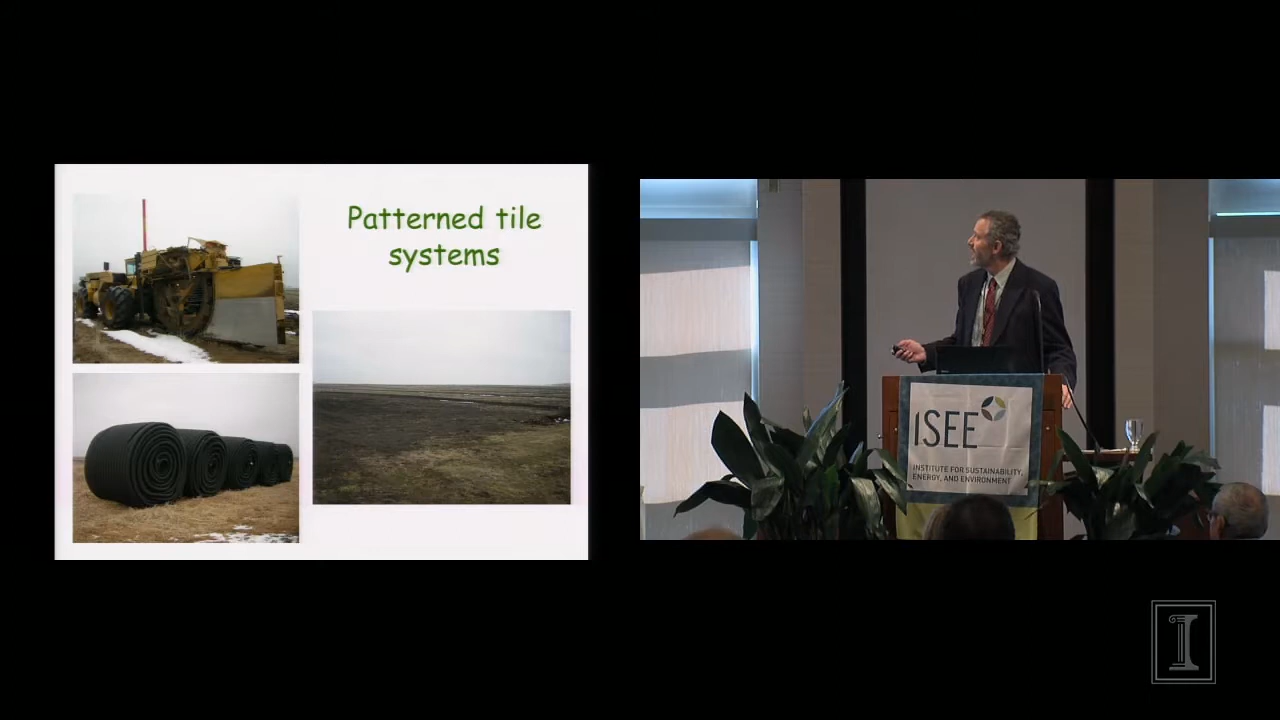 Patterned tile
systems
ISEE
INSTITUTE FOR SUSTAINABILITY,
ENERGY, AND ENVIRONMENT
I